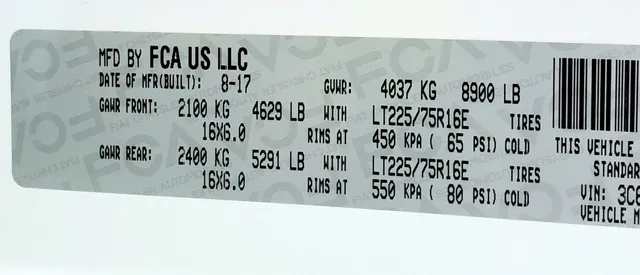 MFD BY FCA US LLC
DATE OF MFR(BUILT): 8-17 GVWR: 4037 KG 8900 LB
GAWR FRONT: 2100 KG 4629 LB WITH LT225/75R16E TIRES
16X6.0 RIMS AT 450 KPA ( 65 PSI) COLD
THIS VEHICLE
GAWR REAR: 2400 KG 5291 LB WITH LT225/75R16E TIRES
STANDAR
16X6.0 RIMS AT 550 KPA ( 80 PSI) COLD
VIN: 3C6
VEHICLE M